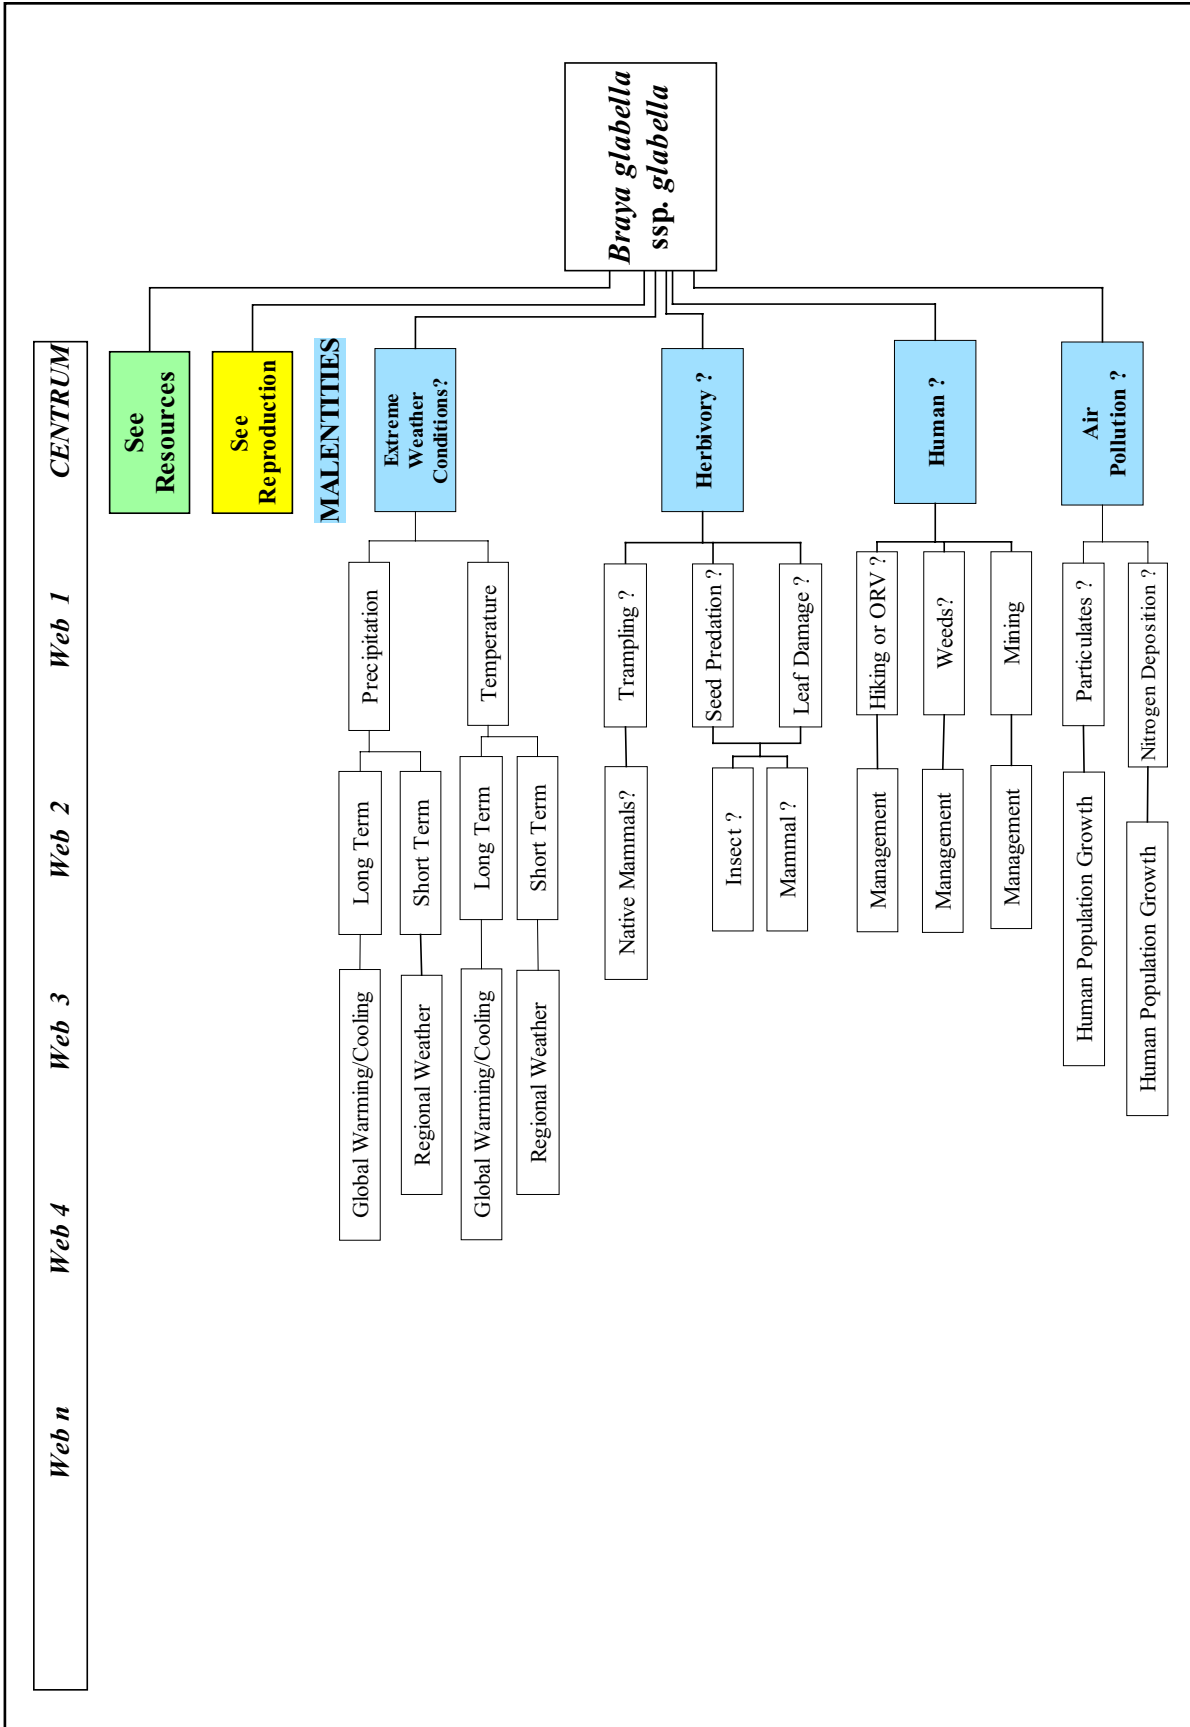 Web n
Web 4
Web 3
Web 2
Web 1
CENTRUM
See
Resources
See
Reproduction
MALENTITIES
Global Warming/Cooling
Long Term
Precipitation
Extreme
Weather
Conditions?
Regional Weather
Short Term
Global Warming/Cooling
Long Term
Temperature
Regional Weather
Short Term
Braya glabella
ssp. glabella
Native Mammals?
Trampling ?
Herbivory ?
Seed Predation ?
Insect ?
Mammal ?
Leaf Damage ?
Management
Hiking or ORV ?
Human ?
Management
Weeds?
Management
Mining
Human Population Growth
Particulates ?
Air
Pollution ?
Human Population Growth
Nitrogen Deposition ?